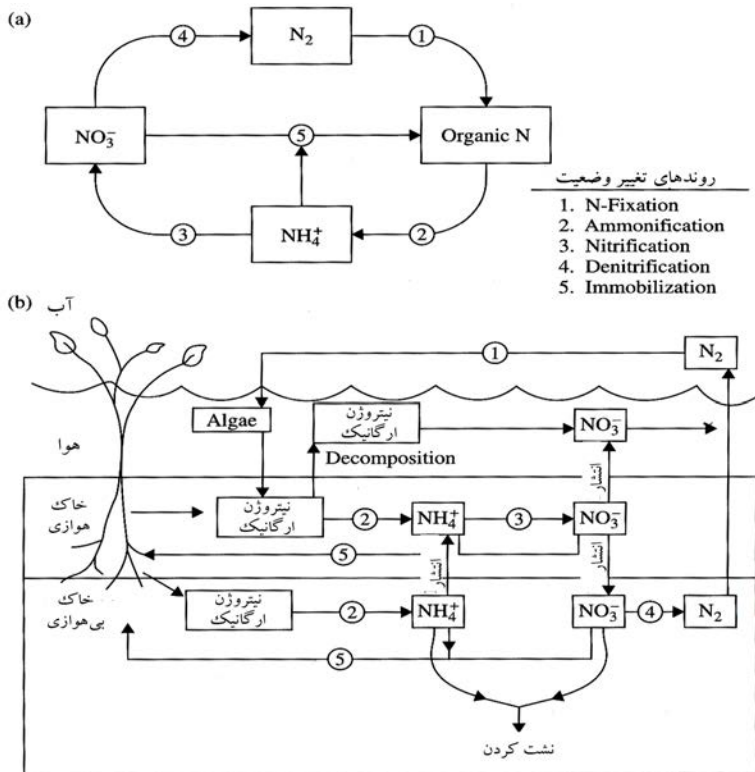 (a)
④ N₂ ①
NO₃⁻ ⑤ Organic N
③ NH₄⁺ ②
روندهای تغییر وضعیت
1. N-Fixation
2. Ammonification
3. Nitrification
4. Denitrification
5. Immobilization
(b)
آب
① N₂
Algae
نیتروژن
ارگانیک
NO₃⁻
Decomposition
هوا
انتشار
خاک
هوازی
نیتروژن
ارگانیک
② NH₄⁺ ③ NO₃⁻
⑤
انتشار
انتشار
خاک
بی‌هوازی
نیتروژن
ارگانیک
② NH₄⁺ NO₃⁻ ④ N₂
⑤
نشت کردن